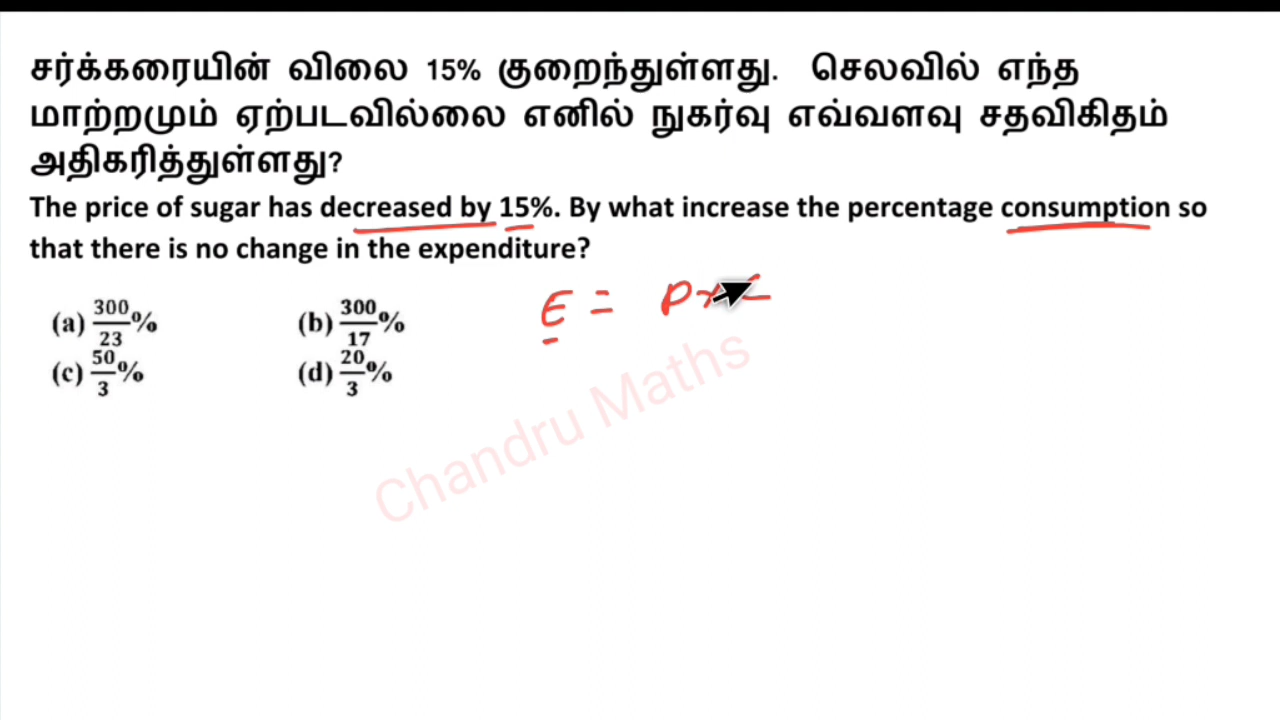 சர்க்கரையின் விலை 15% குறைந்துள்ளது. செலவில் எந்த
மாற்றமும் ஏற்படவில்லை எனில் நுகர்வு எவ்வளவு சதவிகிதம்
அதிகரித்துள்ளது?
The price of sugar has decreased by 15%. By what increase the percentage consumption so
that there is no change in the expenditure?
(a) 300/23 % (b) 300/17 %
(c) 50/3 % (d) 20/3 %
E = P×
Chandru Maths